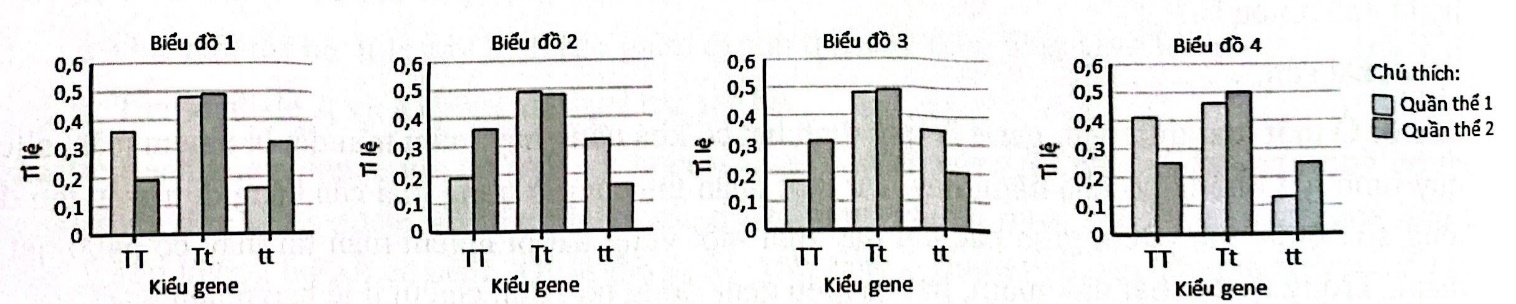 Biểu đồ 1
0,6
0,5
0,4
0,3
0,2
0,1
0
Tỉ lệ
TT Tt tt
Kiểu gene
Biểu đồ 2
0,6
0,5
0,4
0,3
0,2
0,1
0
Tỉ lệ
TT Tt tt
Kiểu gene
Biểu đồ 3
0,6
0,5
0,4
0,3
0,2
0,1
0
Tỉ lệ
TT Tt tt
Kiểu gene
Biểu đồ 4
0,6
0,5
0,4
0,3
0,2
0,1
0
Tỉ lệ
TT Tt tt
Kiểu gene
Chú thích:
Quần thể 1
Quần thể 2